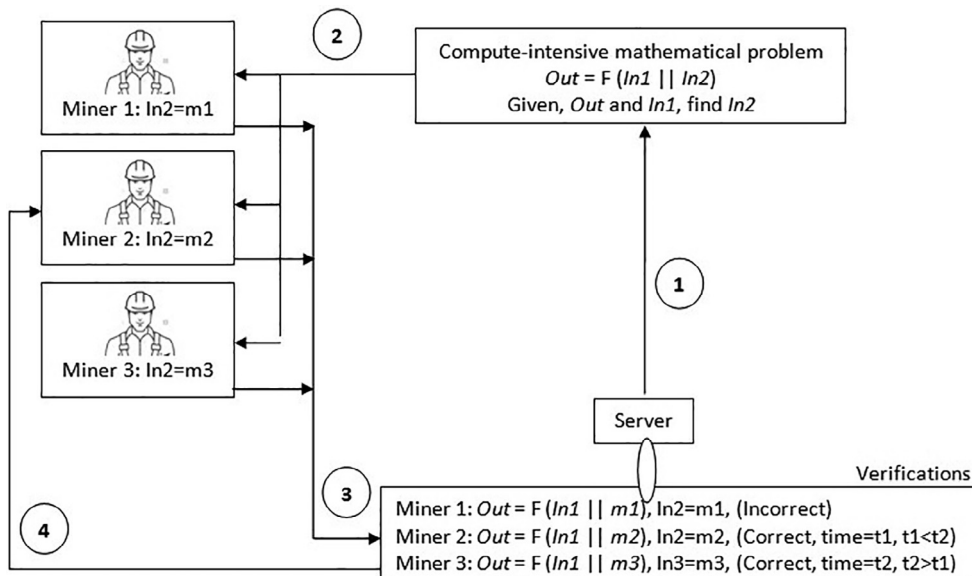 2
Compute-intensive mathematical problem
Out = F (In1 || In2)
Given, Out and In1, find In2
Miner 1: In2=m1
Miner 2: In2=m2
Miner 3: In2=m3
1
Server
Verifications
3
Miner 1: Out = F (In1 || m1), In2=m1, (Incorrect)
Miner 2: Out = F (In1 || m2), In2=m2, (Correct, time=t1, t1<t2)
Miner 3: Out = F (In1 || m3), In3=m3, (Correct, time=t2, t2>t1)
4